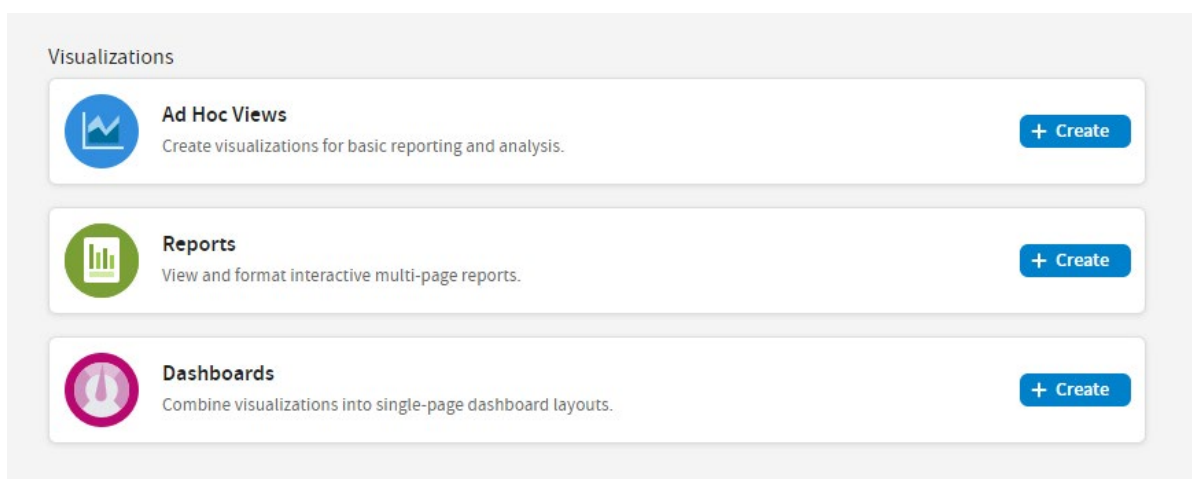 Visualizations
Ad Hoc Views
Create visualizations for basic reporting and analysis.
+ Create
Reports
View and format interactive multi-page reports.
+ Create
Dashboards
Combine visualizations into single-page dashboard layouts.
+ Create